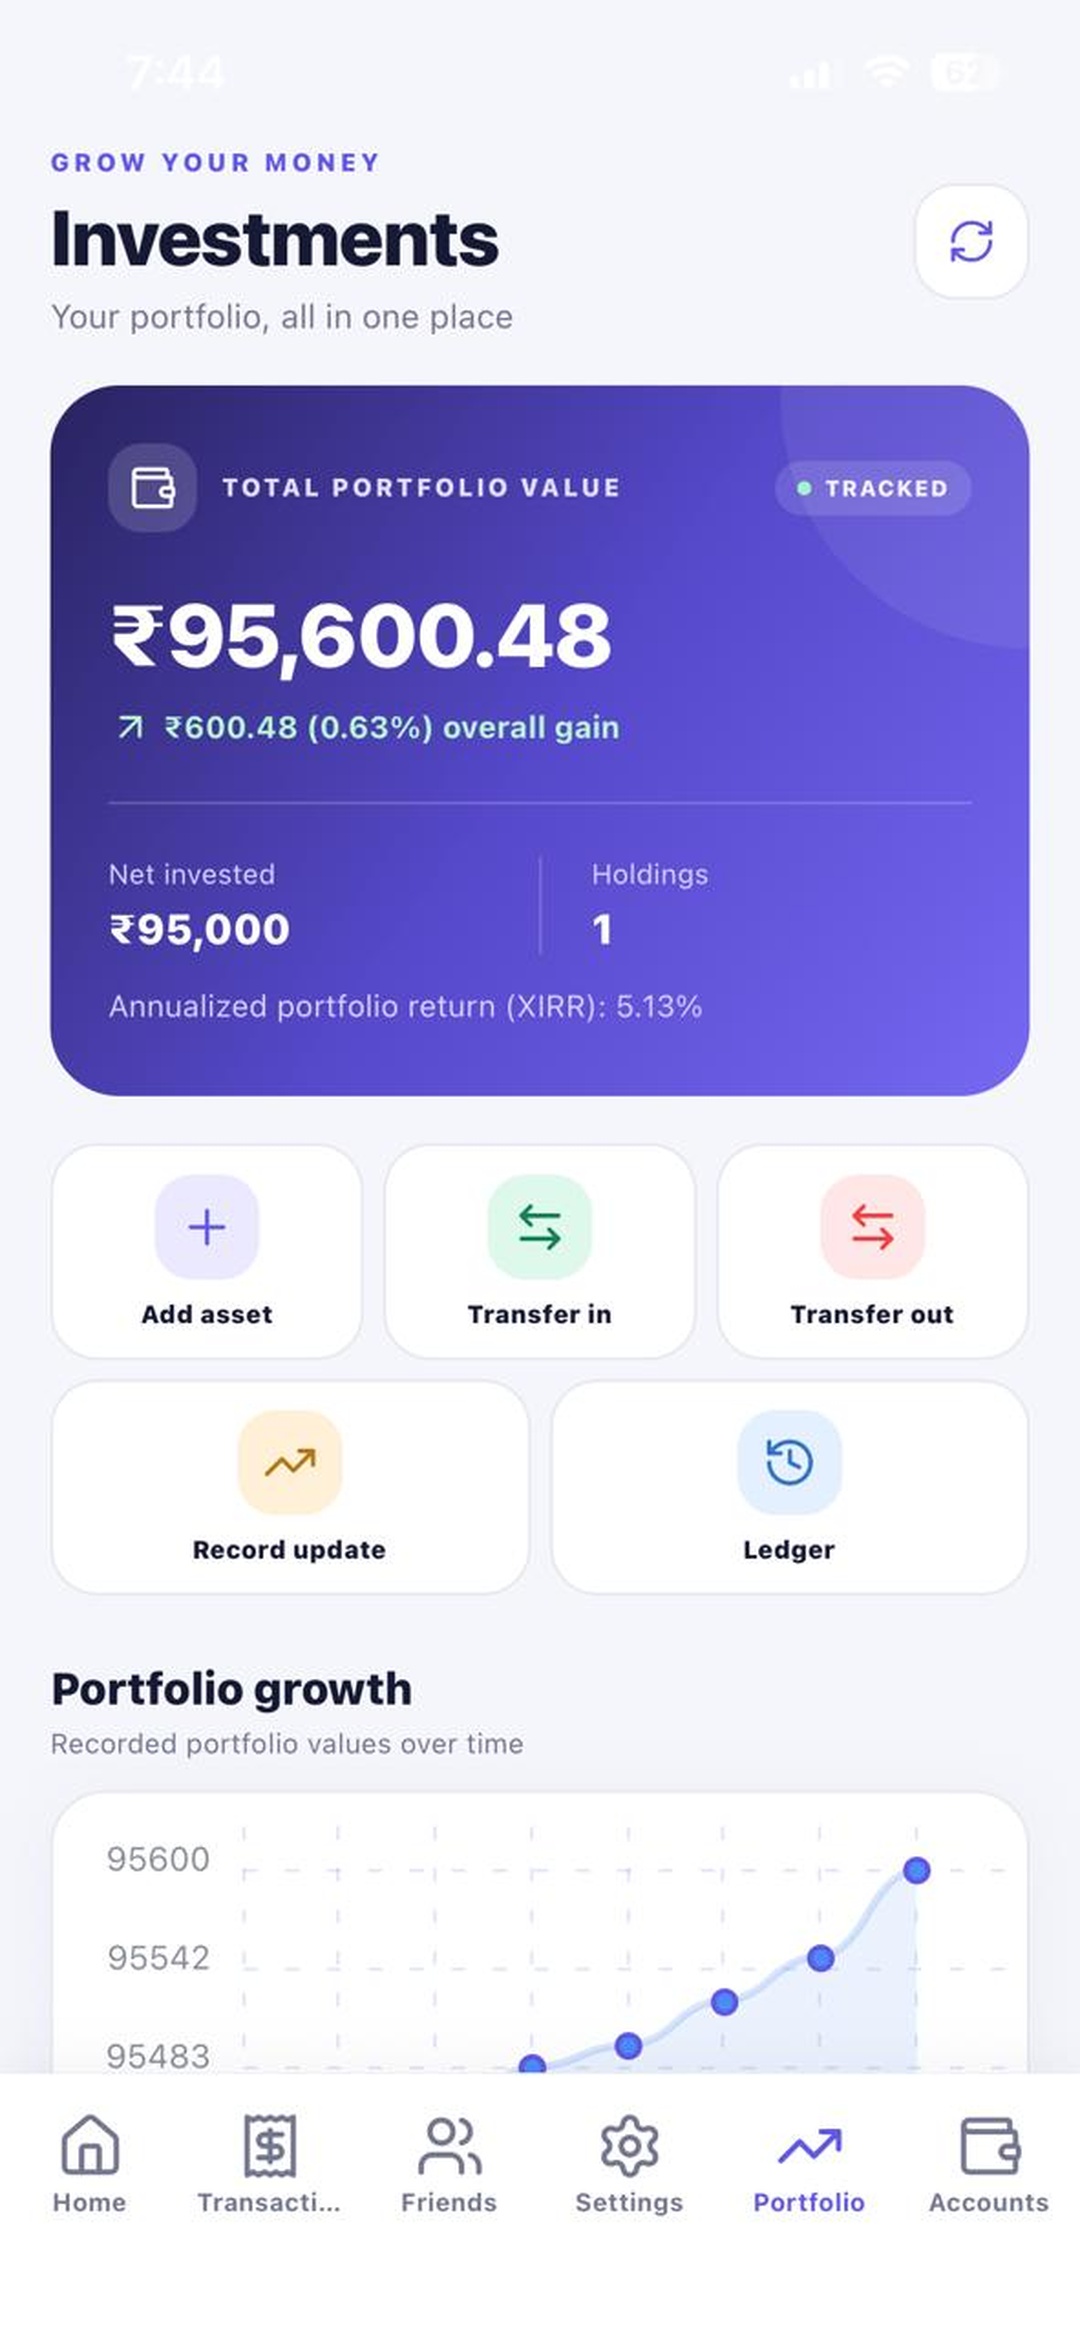 7:44
62
GROW YOUR MONEY
Investments
Your portfolio, all in one place
TOTAL PORTFOLIO VALUE
TRACKED
₹95,600.48
₹600.48 (0.63%) overall gain
Net invested
Holdings
₹95,000
1
Annualized portfolio return (XIRR): 5.13%
Add asset
Transfer in
Transfer out
Record update
Ledger
Portfolio growth
Recorded portfolio values over time
95600
95542
95483
Home
Transacti...
Friends
Settings
Portfolio
Accounts